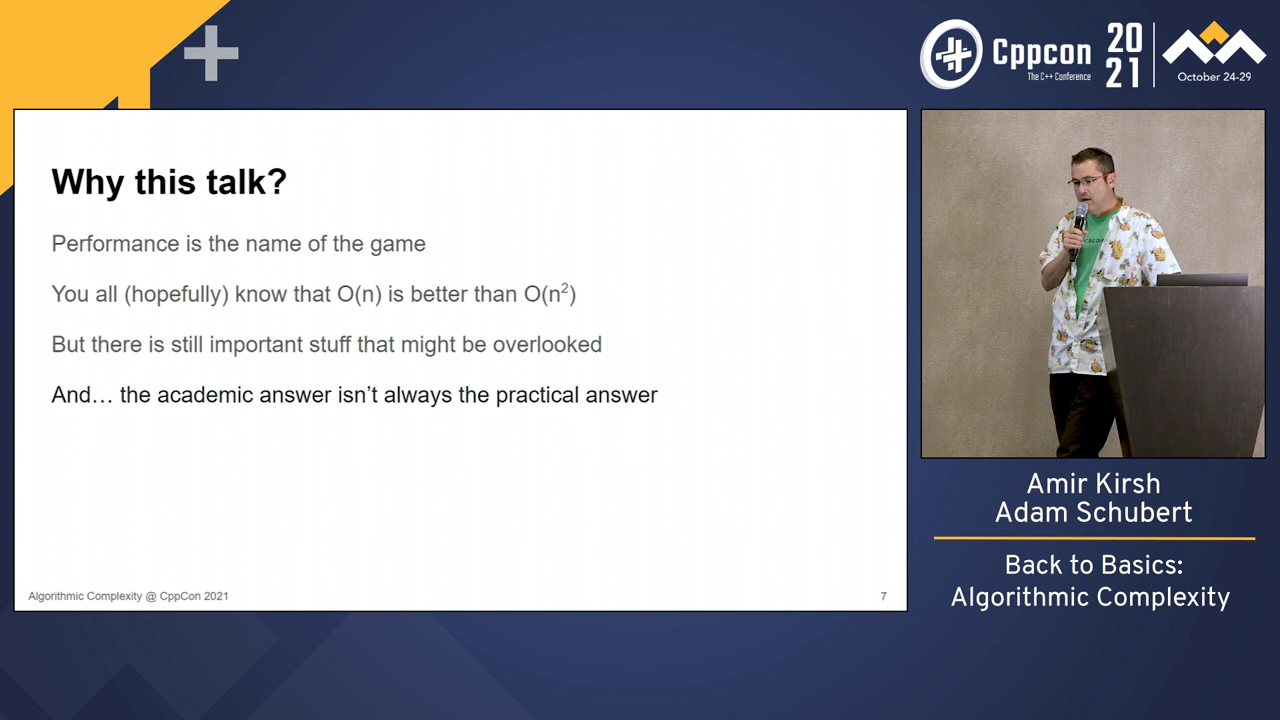 Cppcon
The C++ Conference
20
21
October 24-29
Why this talk?
Performance is the name of the game
You all (hopefully) know that O(n) is better than O(n²)
But there is still important stuff that might be overlooked
And… the academic answer isn’t always the practical answer
Algorithmic Complexity @ CppCon 2021
7
Amir Kirsh
Adam Schubert
Back to Basics:
Algorithmic Complexity